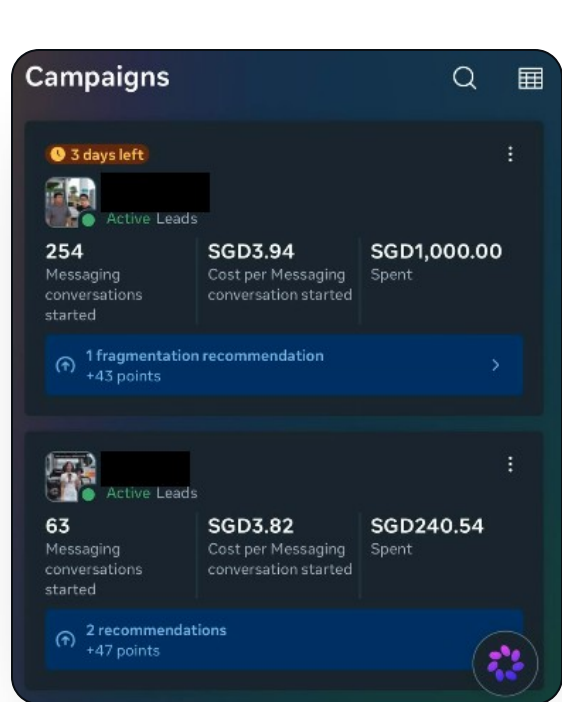 Campaigns
3 days left
Active Leads
254
Messaging
conversations
started
SGD3.94
Cost per Messaging
conversation started
SGD1,000.00
Spent
1 fragmentation recommendation
+43 points
Active Leads
63
Messaging
conversations
started
SGD3.82
Cost per Messaging
conversation started
SGD240.54
Spent
2 recommendations
+47 points